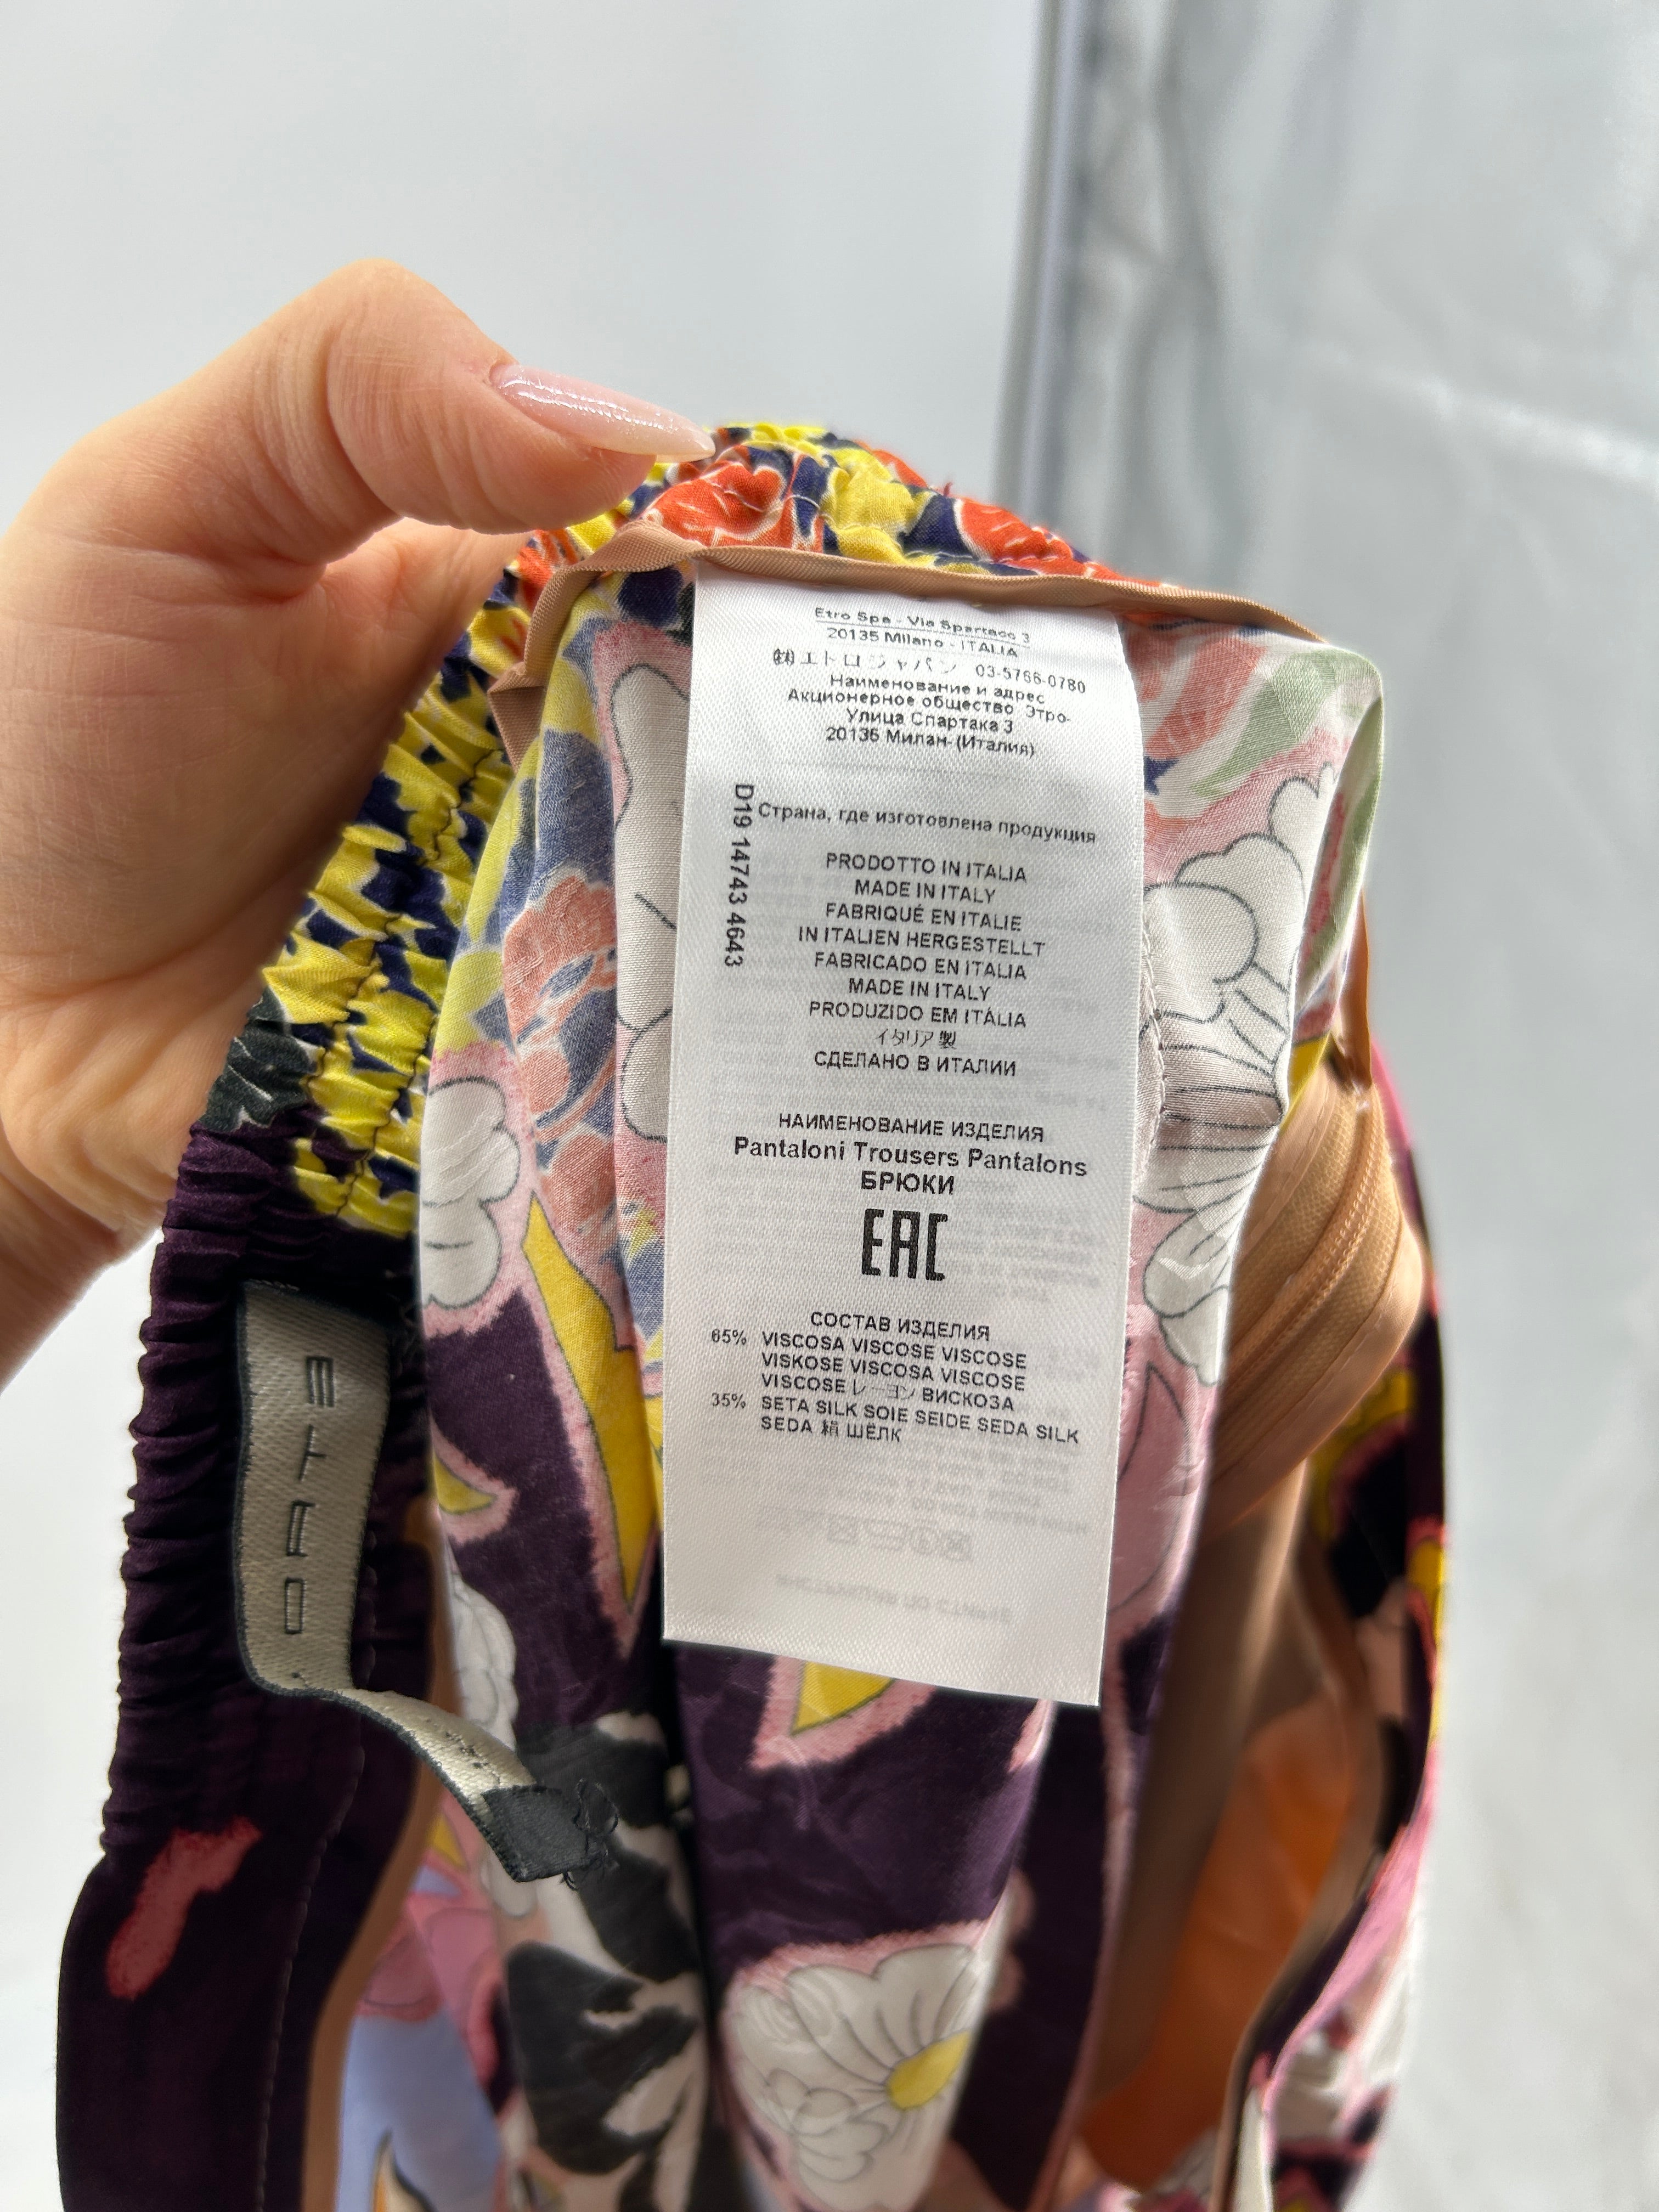 Etro Spa - Via Spartaco 3
20135 Milano - ITALIA
㈱エトロジャパン 03-5766-0780
Наименование и адрес
Акционерное общество Этро-
Улица Спартака 3
20135 Милан- (Италия)
D19 14743 4643
Страна, где изготовлена продукция
PRODOTTO IN ITALIA
MADE IN ITALY
FABRIQUÉ EN ITALIE
IN ITALIEN HERGESTELLT
FABRICADO EN ITALIA
MADE IN ITALY
PRODUZIDO EM ITÁLIA
イタリア製
СДЕЛАНО В ИТАЛИИ
НАИМЕНОВАНИЕ ИЗДЕЛИЯ
Pantaloni Trousers Pantalons
БРЮКИ
EAC
СОСТАВ ИЗДЕЛИЯ
65% VISCOSA VISCOSE VISCOSE
VISKOSE VISCOSA VISCOSE
VISCOSE レーヨン ВИСКОЗА
35% SETA SILK SOIE SEIDE SEDA SILK
SEDA 絹 ШЁЛК
ETRO